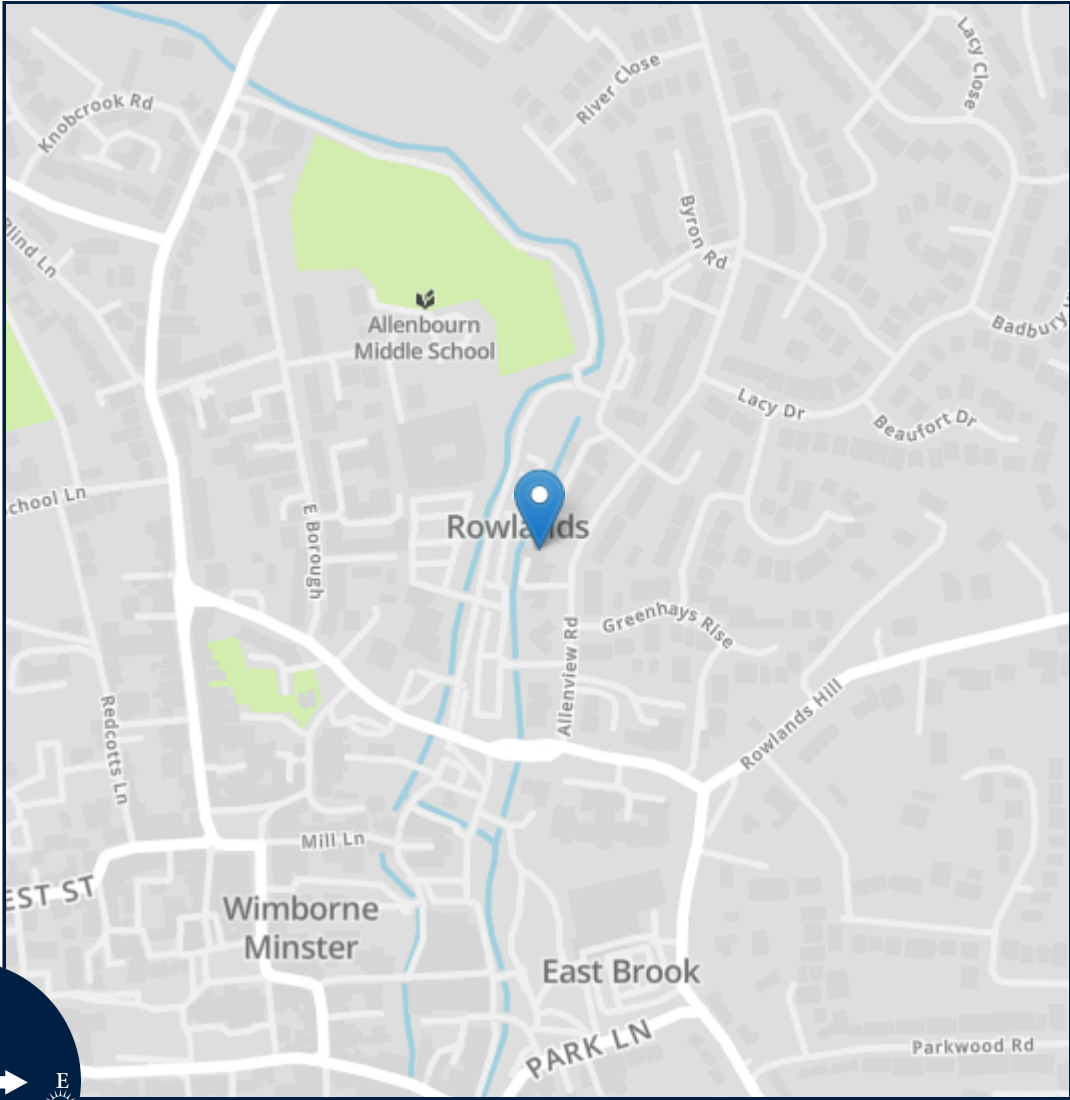 Lacy Close
River Close
Knobcrook Rd
Byron Rd
Blind Ln
Allenbourn
Middle School
Badbury
Lacy Dr
Beaufort Dr
School Ln
Rowlands
E Borough
Greenhays Rise
Allenview Rd
Redcotts Ln
Rowlands Hill
Mill Ln
EST ST
Wimborne
Minster
East Brook
PARK LN
Parkwood Rd
E